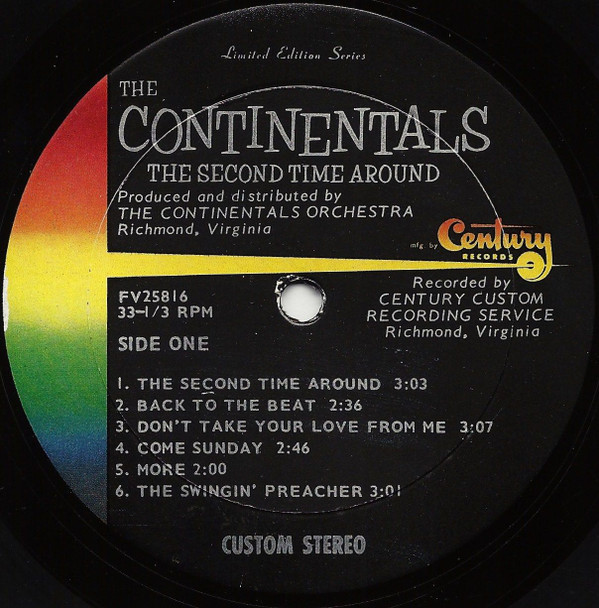 Limited Edition Series
THE
CONTINENTALS
THE SECOND TIME AROUND
Produced and distributed by
THE CONTINENTALS ORCHESTRA
Richmond, Virginia
mfg. by Century
RECORDS
FV25816
33-1/3 RPM
Recorded by
CENTURY CUSTOM
RECORDING SERVICE
Richmond, Virginia
SIDE ONE
1. THE SECOND TIME AROUND 3:03
2. BACK TO THE BEAT 2:36
3. DON'T TAKE YOUR LOVE FROM ME 3:07
4. COME SUNDAY 2:46
5. MORE 2:00
6. THE SWINGIN' PREACHER 3:01
CUSTOM STEREO